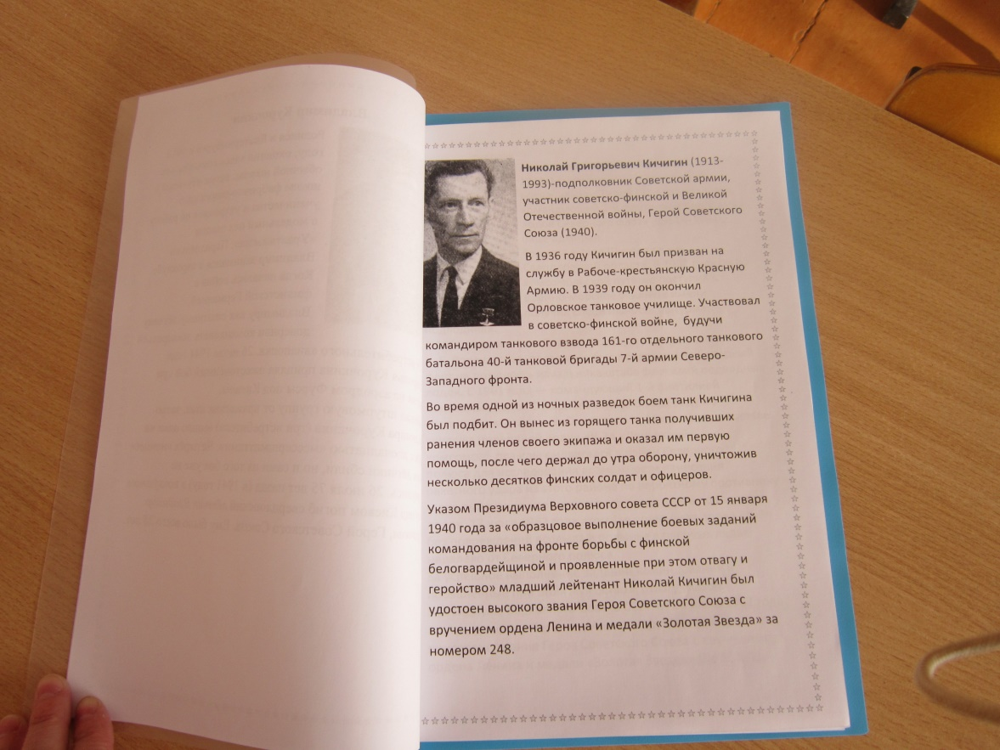 Николай Григорьевич Кичигин (1913-
1993)-подполковник Советской армии,
участник советско-финской и Великой
Отечественной войны, Герой Советского
Союза (1940).
В 1936 году Кичигин был призван на
службу в Рабоче-крестьянскую Красную
Армию. В 1939 году он окончил
Орловское танковое училище. Участвовал
в советско-финской войне, будучи
командиром танкового взвода 161-го отдельного танкового
батальона 40-й танковой бригады 7-й армии Северо-
Западного фронта.
Во время одной из ночных разведок боем танк Кичигина
был подбит. Он вынес из горящего танка получивших
ранения членов своего экипажа и оказал им первую
помощь, после чего держал до утра оборону, уничтожив
несколько десятков финских солдат и офицеров.
Указом Президиума Верховного совета СССР от 15 января
1940 года за «образцовое выполнение боевых заданий
командования на фронте борьбы с финской
белогвардейщиной и проявленные при этом отвагу и
геройство» младший лейтенант Николай Кичигин был
удостоен высокого звания Героя Советского Союза с
вручением ордена Ленина и медали «Золотая Звезда» за
номером 248.